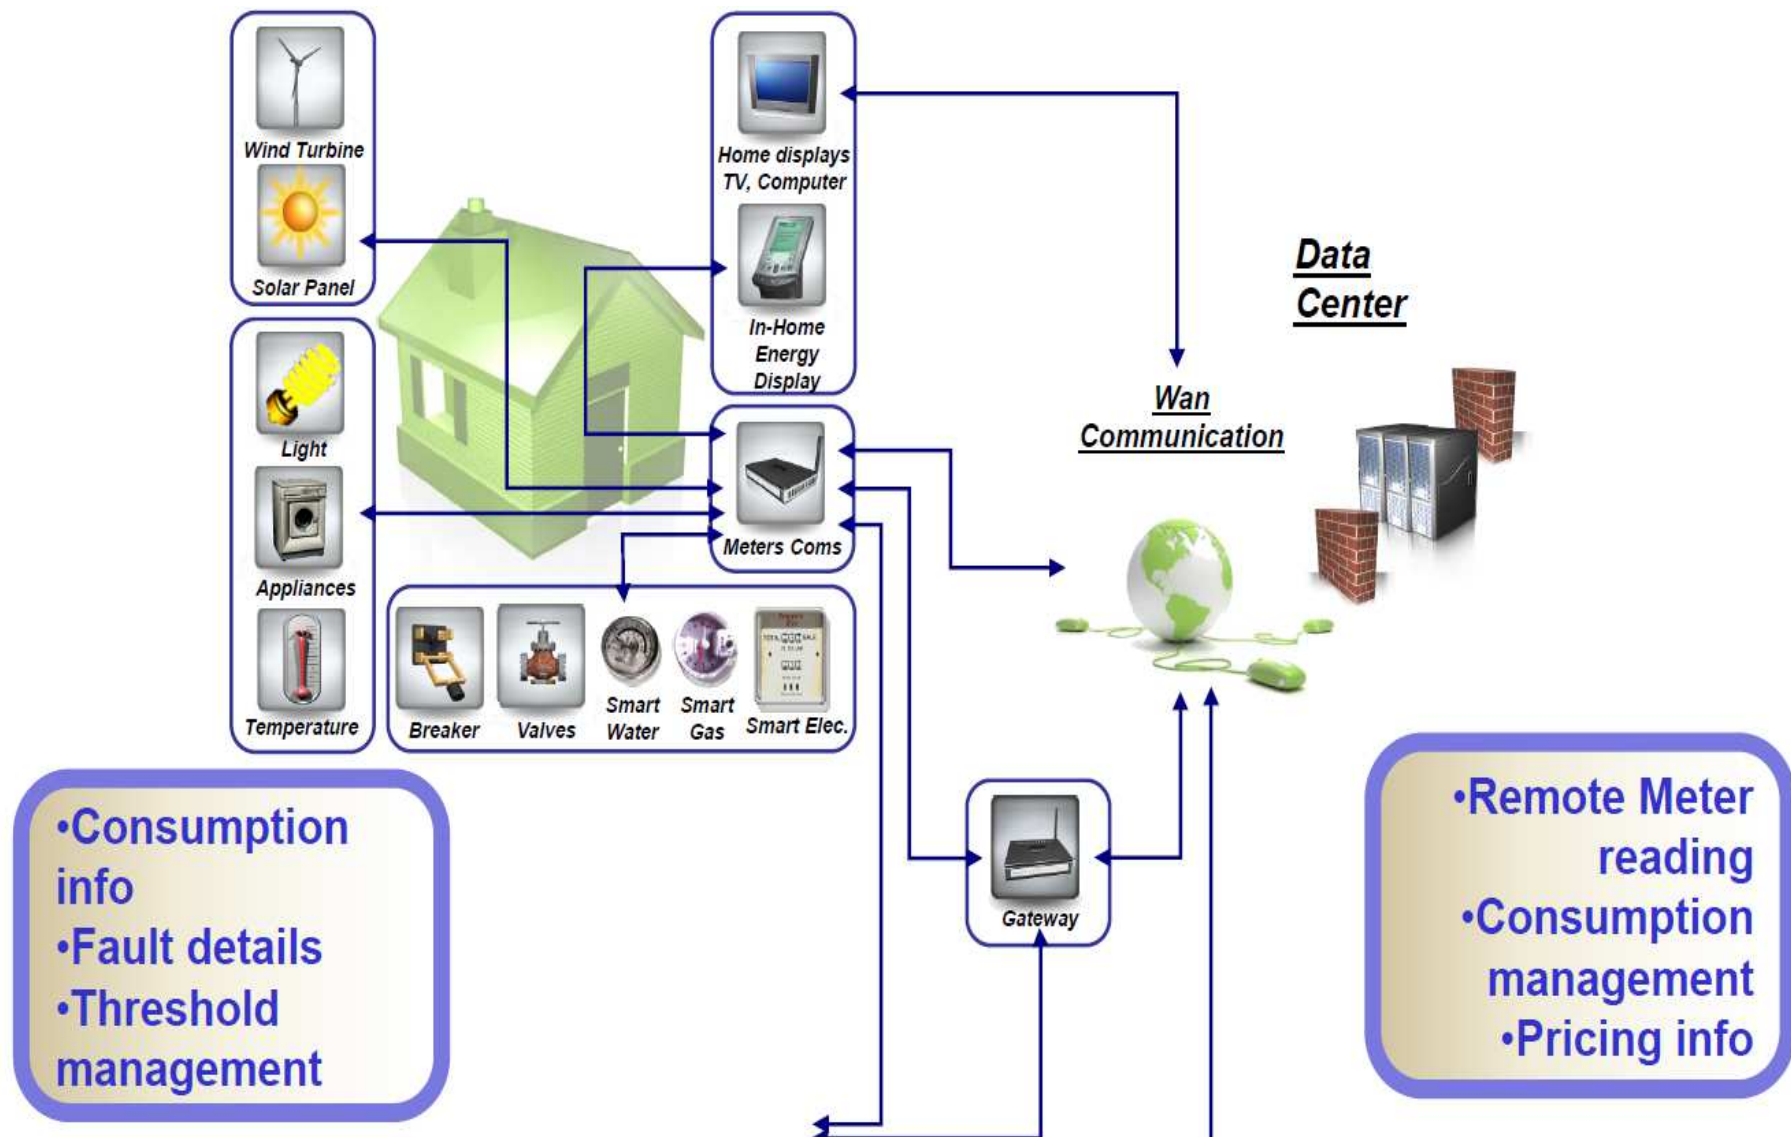 Wind Turbine
Solar Panel
Home displays
TV, Computer
In-Home
Energy
Display
Data
Center
Wan
Communication
Light
Appliances
Temperature
Meters Coms
Breaker
Valves
Smart
Water
Smart
Gas
Smart Elec.
Gateway
•Consumption
info
•Fault details
•Threshold
management
•Remote Meter
reading
•Consumption
management
•Pricing info